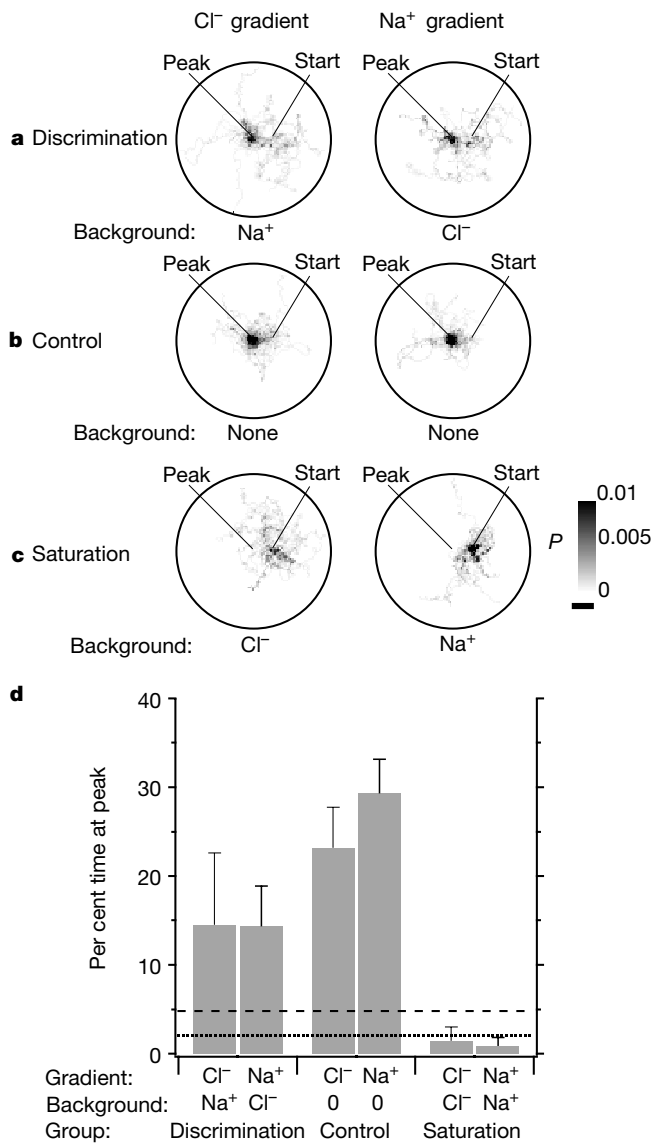 Cl⁻ gradient Na⁺ gradient
Peak Start Peak Start
a Discrimination
Background: Na⁺ Cl⁻
Peak Start Peak Start
b Control
Background: None None
Peak Start Peak Start
c Saturation
P 0.01
0.005
0
Background: Cl⁻ Na⁺
d
Per cent time at peak
40
30
20
10
0
Gradient: Cl⁻ Na⁺ Cl⁻ Na⁺ Cl⁻ Na⁺
Background: Na⁺ Cl⁻ 0 0 Cl⁻ Na⁺
Group: Discrimination Control Saturation